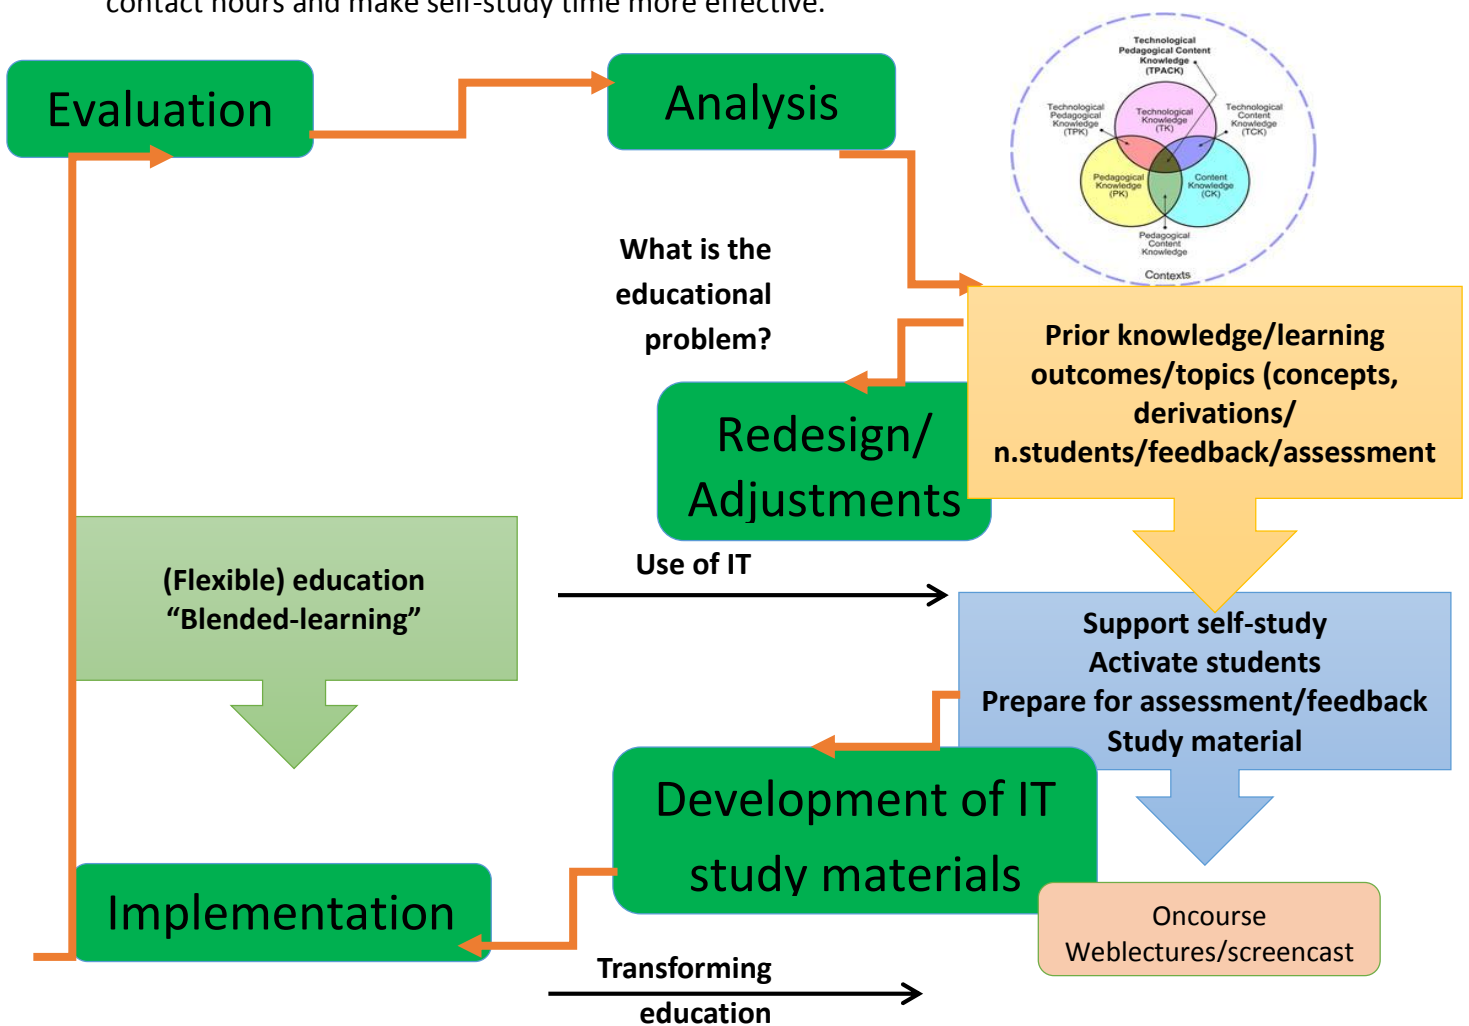 contact hours and make self-study time more effective.
Evaluation
Analysis
Technological
Pedagogical Content
Knowledge
(TPACK)
Technological
Pedagogical
Knowledge
(TPK)
Technological
Knowledge
(TK)
Technological
Content
Knowledge
(TCK)
Pedagogical
Knowledge
(PK)
Content
Knowledge
(CK)
Pedagogical
Content
Knowledge
Contexts
What is the
educational
problem?
Prior knowledge/learning
outcomes/topics (concepts,
derivations/
n.students/feedback/assessment
Redesign/
Adjustments
Use of IT
(Flexible) education
“Blended-learning”
Support self-study
Activate students
Prepare for assessment/feedback
Study material
Development of IT
study materials
Implementation
Oncourse
Weblectures/screencast
Transforming
education